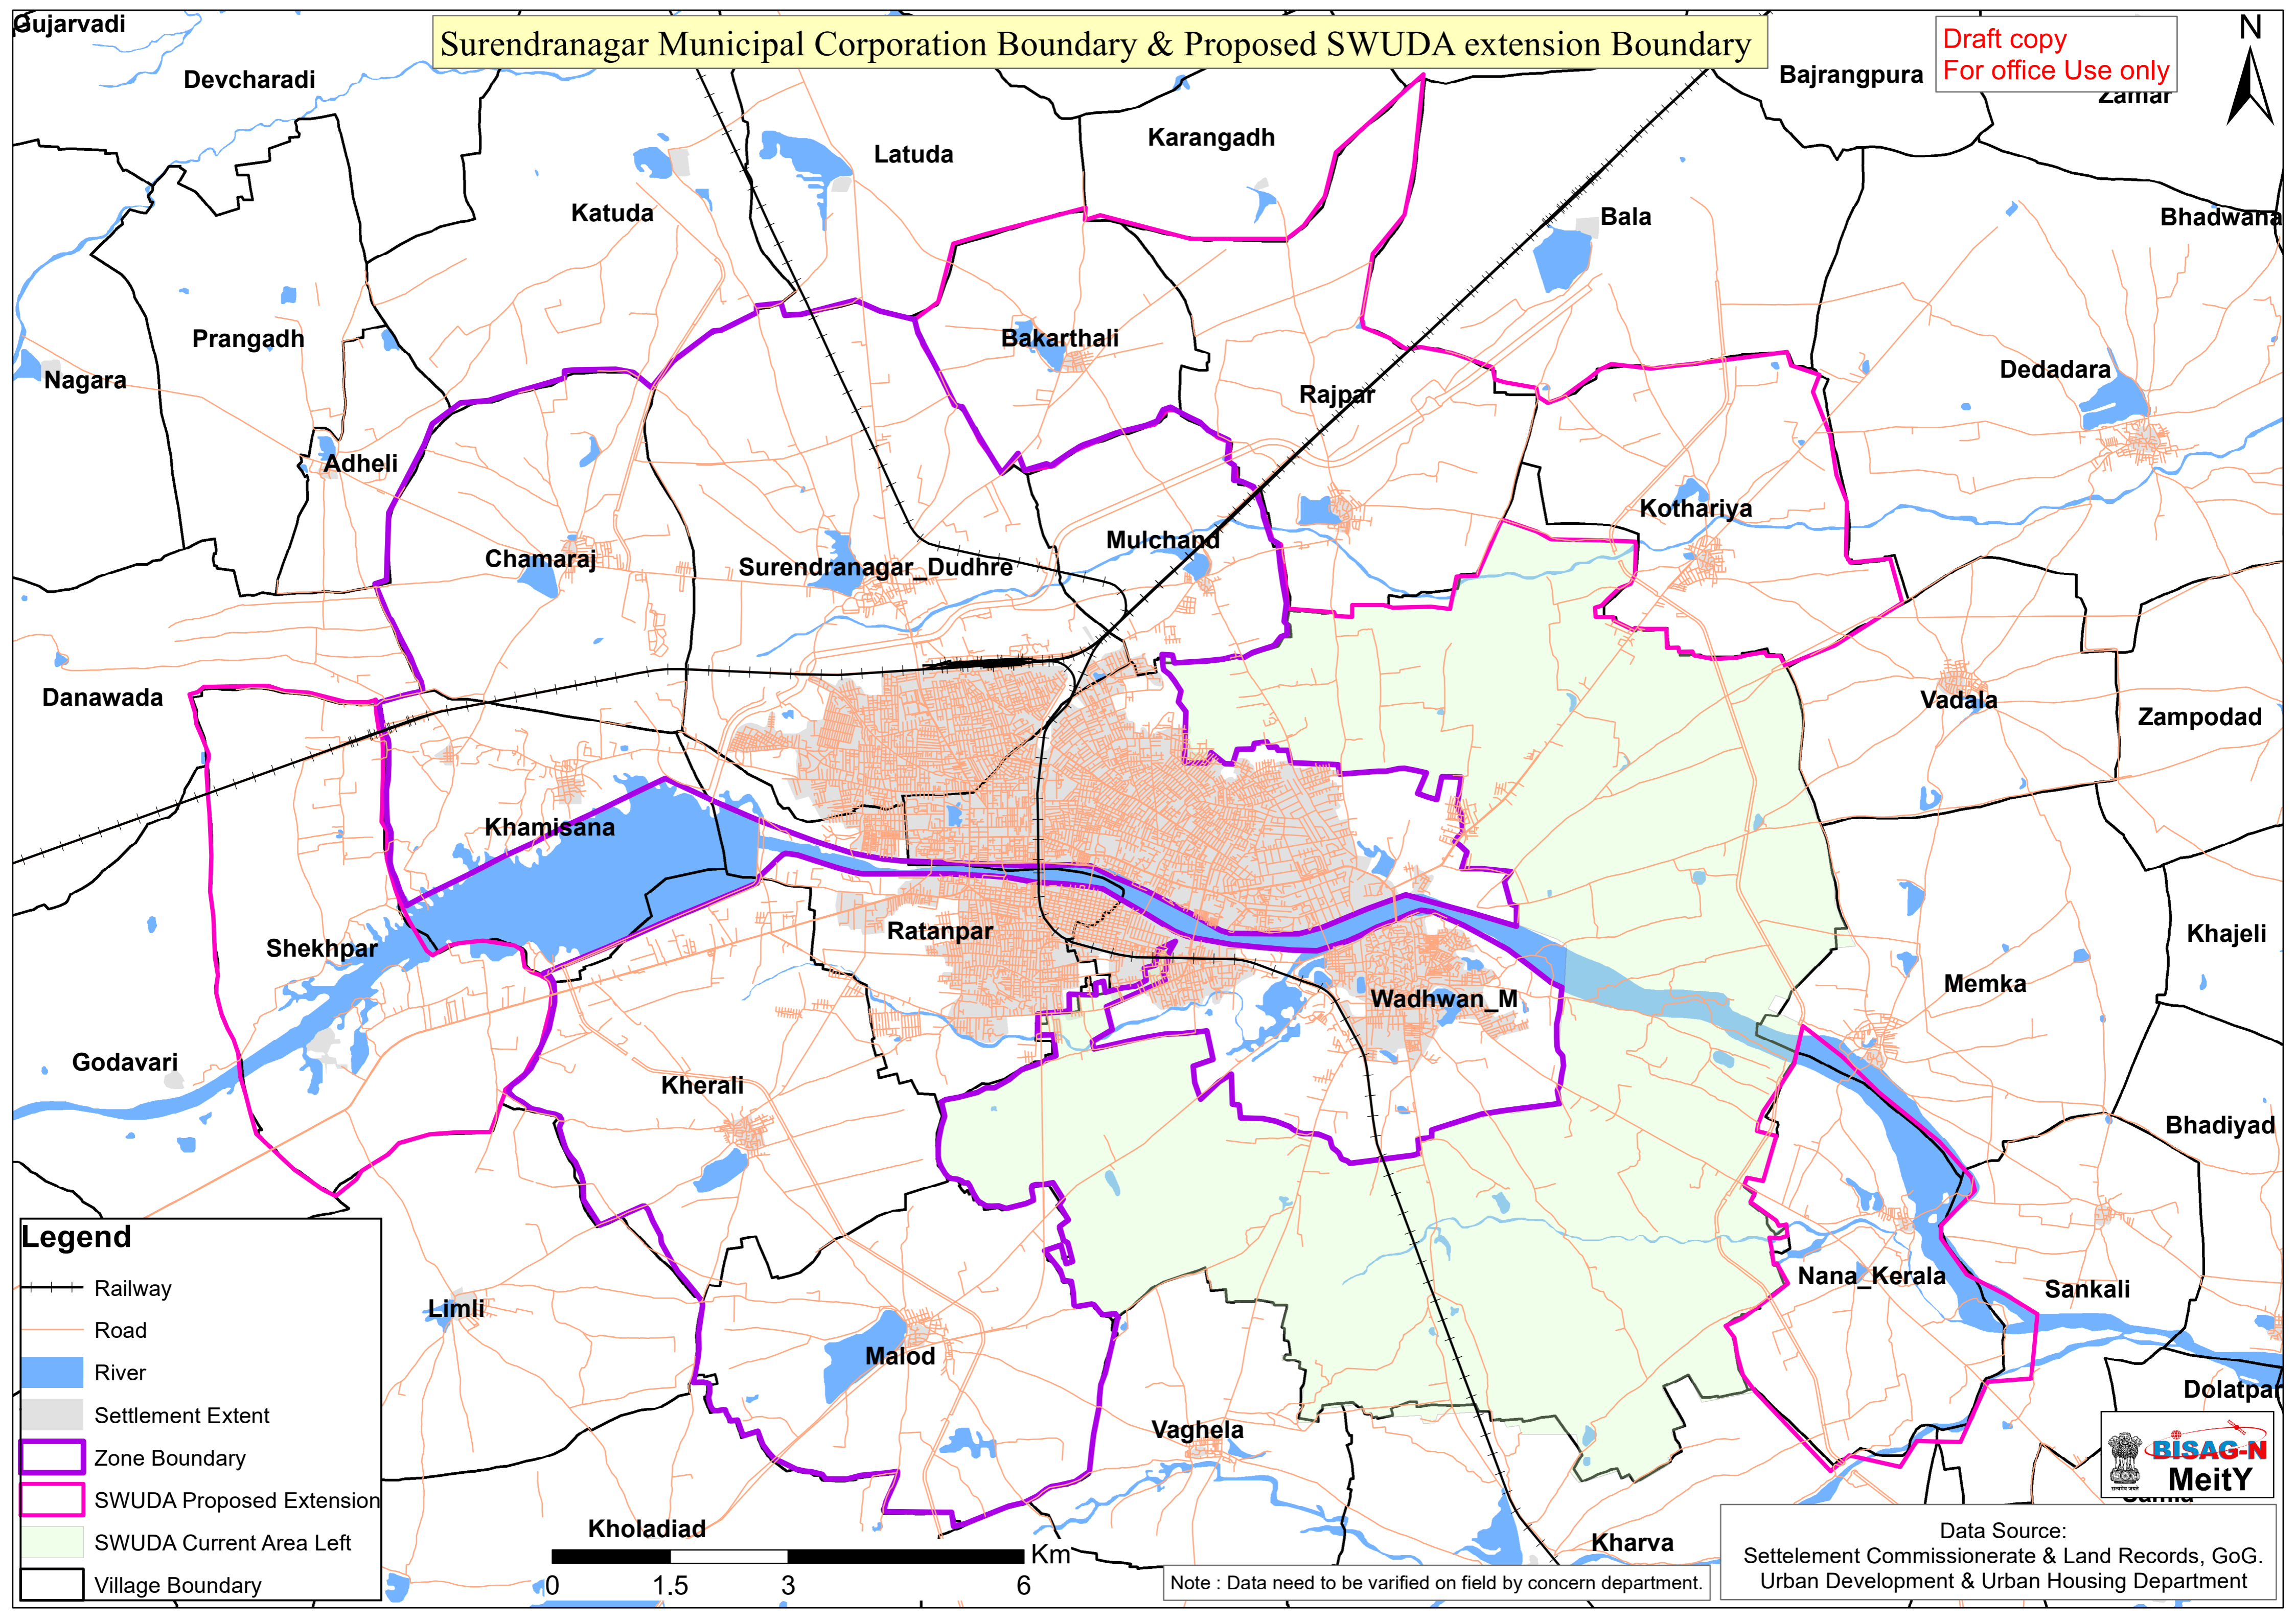 Surendranagar Municipal Corporation Boundary & Proposed SWUDA extension Boundary
Draft copy
For office Use only
N
Gujarvadi
Devcharadi
Bajrangpura
Zamar
Karangadh
Latuda
Katuda
Bala
Bhadwana
Prangadh
Bakarthali
Nagara
Dedadara
Rajpar
Adheli
Kothariya
Mulchand
Chamaraj
Surendranagar_Dudhre
Danawada
Vadala
Zampodad
Khamisana
Ratanpar
Khajeli
Shekhpar
Memka
Wadhwan_M
Godavari
Kherali
Bhadiyad
Nana_Kerala
Sankali
Limli
Malod
Dolatpar
Vaghela
Kholadiad
Kharva
Legend
Railway
Road
River
Settlement Extent
Zone Boundary
SWUDA Proposed Extension
SWUDA Current Area Left
Village Boundary
Km
0 1.5 3 6
Note : Data need to be varified on field by concern department.
सत्यमेव जयते
BISAG-N
MeitY
Data Source:
Settelement Commissionerate & Land Records, GoG.
Urban Development & Urban Housing Department